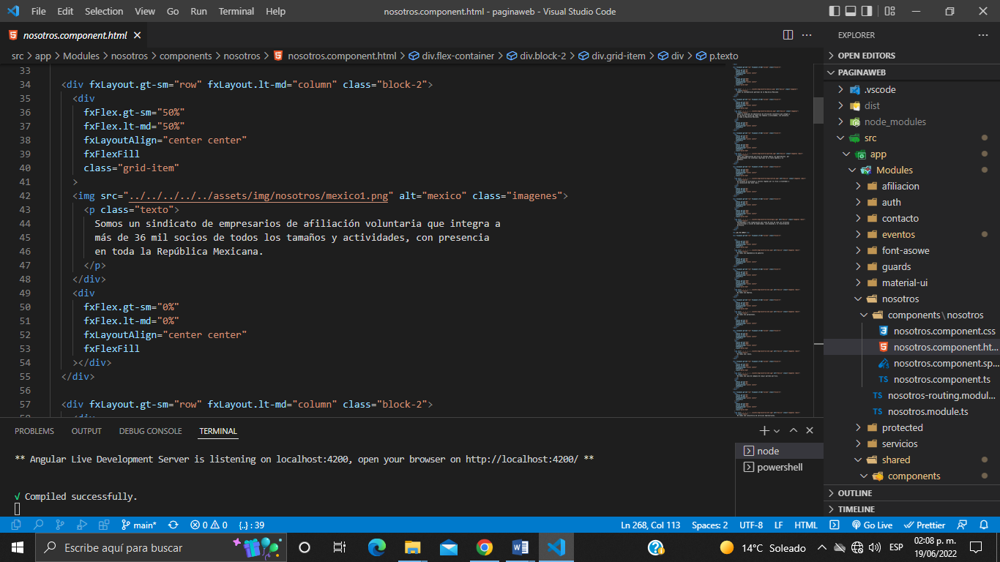 File Edit Selection View Go Run Terminal Help nosotros.component.html - paginaweb - Visual Studio Code
nosotros.component.html
src > app > Modules > nosotros > components > nosotros > nosotros.component.html > div.flex-container > div.block-2 > div.grid-item > div > p.texto
33
34 <div fxLayout.gt-sm="row" fxLayout.lt-md="column" class="block-2">
35 <div
36 fxFlex.gt-sm="50%"
37 fxFlex.lt-md="50%"
38 fxLayoutAlign="center center"
39 fxFlexFill
40 class="grid-item"
41 >
42 <img src="../../../../../assets/img/nosotros/mexico1.png" alt="mexico" class="imagenes">
43 <p class="texto">
44 Somos un sindicato de empresarios de afiliación voluntaria que integra a
45 más de 36 mil socios de todos los tamaños y actividades, con presencia
46 en toda la República Mexicana.
47 </p>
48 </div>
49 <div
50 fxFlex.gt-sm="0%"
51 fxFlex.lt-md="0%"
52 fxLayoutAlign="center center"
53 fxFlexFill
54 ></div>
55 </div>
56
57 <div fxLayout.gt-sm="row" fxLayout.lt-md="column" class="block-2">
58 <div
EXPLORER
OPEN EDITORS
PAGINAWEB
.vscode
dist
node_modules
src
app
Modules
afiliacion
auth
contacto
eventos
font-asowe
guards
material-ui
nosotros
components\nosotros
nosotros.component.css
nosotros.component.ht...
nosotros.component.sp...
nosotros.component.ts
nosotros-routing.modul...
nosotros.module.ts
protected
servicios
shared
components
OUTLINE
TIMELINE
PROBLEMS OUTPUT DEBUG CONSOLE TERMINAL
** Angular Live Development Server is listening on localhost:4200, open your browser on http://localhost:4200/ **
√ Compiled successfully.
node
powershell
main* 0 0 {..} : 39 Ln 268, Col 113 Spaces: 2 UTF-8 LF HTML Go Live Prettier
Escribe aquí para buscar 14°C Soleado ESP 02:08 p. m.
19/06/2022